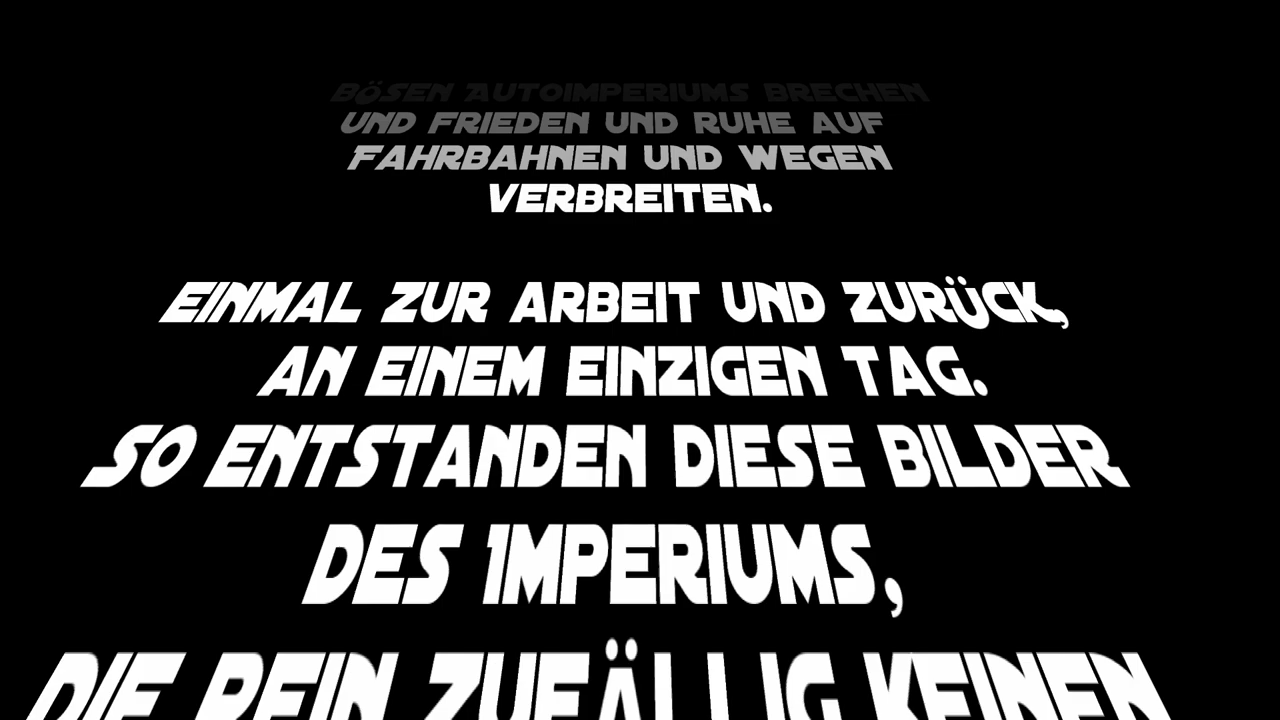 BÖSEN AUTOIMPERIUMS BRECHEN
UND FRIEDEN UND RUHE AUF
FAHRBAHNEN UND WEGEN
VERBREITEN.
EINMAL ZUR ARBEIT UND ZURÜCK,
AN EINEM EINZIGEN TAG.
SO ENTSTANDEN DIESE BILDER
DES IMPERIUMS,
DIE REIN ZUFÄLLIG KEINEN